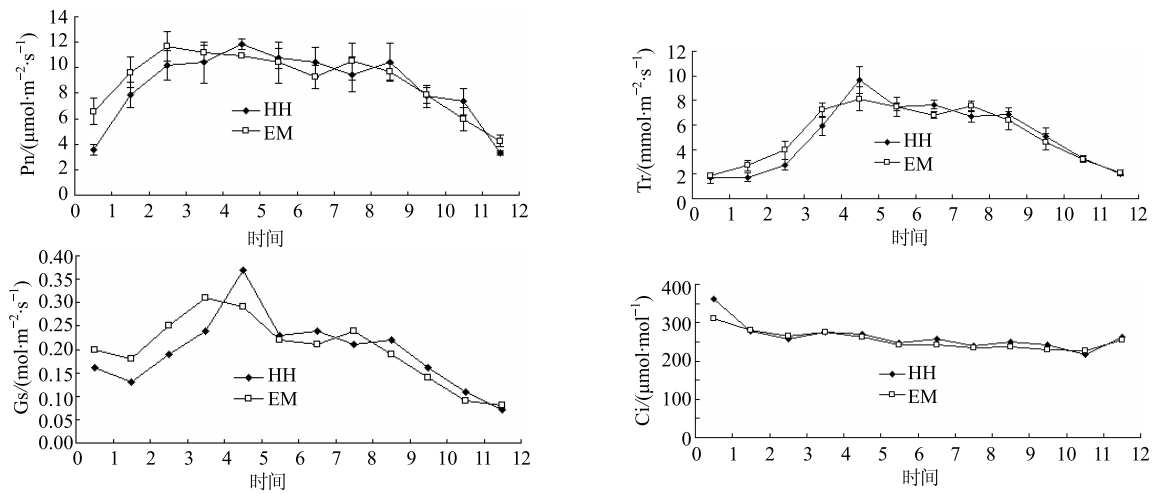 Pn/(μmol·m⁻²·s⁻¹)
14
12
10
8
6
4
2
0
HH
EM
0 1 2 3 4 5 6 7 8 9 10 11 12
时间
Tr/(mmol·m⁻²·s⁻¹)
12
10
8
6
4
2
0
HH
EM
0 1 2 3 4 5 6 7 8 9 10 11 12
时间
Gs/(mol·m⁻²·s⁻¹)
0.40
0.35
0.30
0.25
0.20
0.15
0.10
0.05
0.00
HH
EM
0 1 2 3 4 5 6 7 8 9 10 11 12
时间
Ci/(μmol·mol⁻¹)
400
300
200
100
0
HH
EM
0 1 2 3 4 5 6 7 8 9 10 11 12
时间